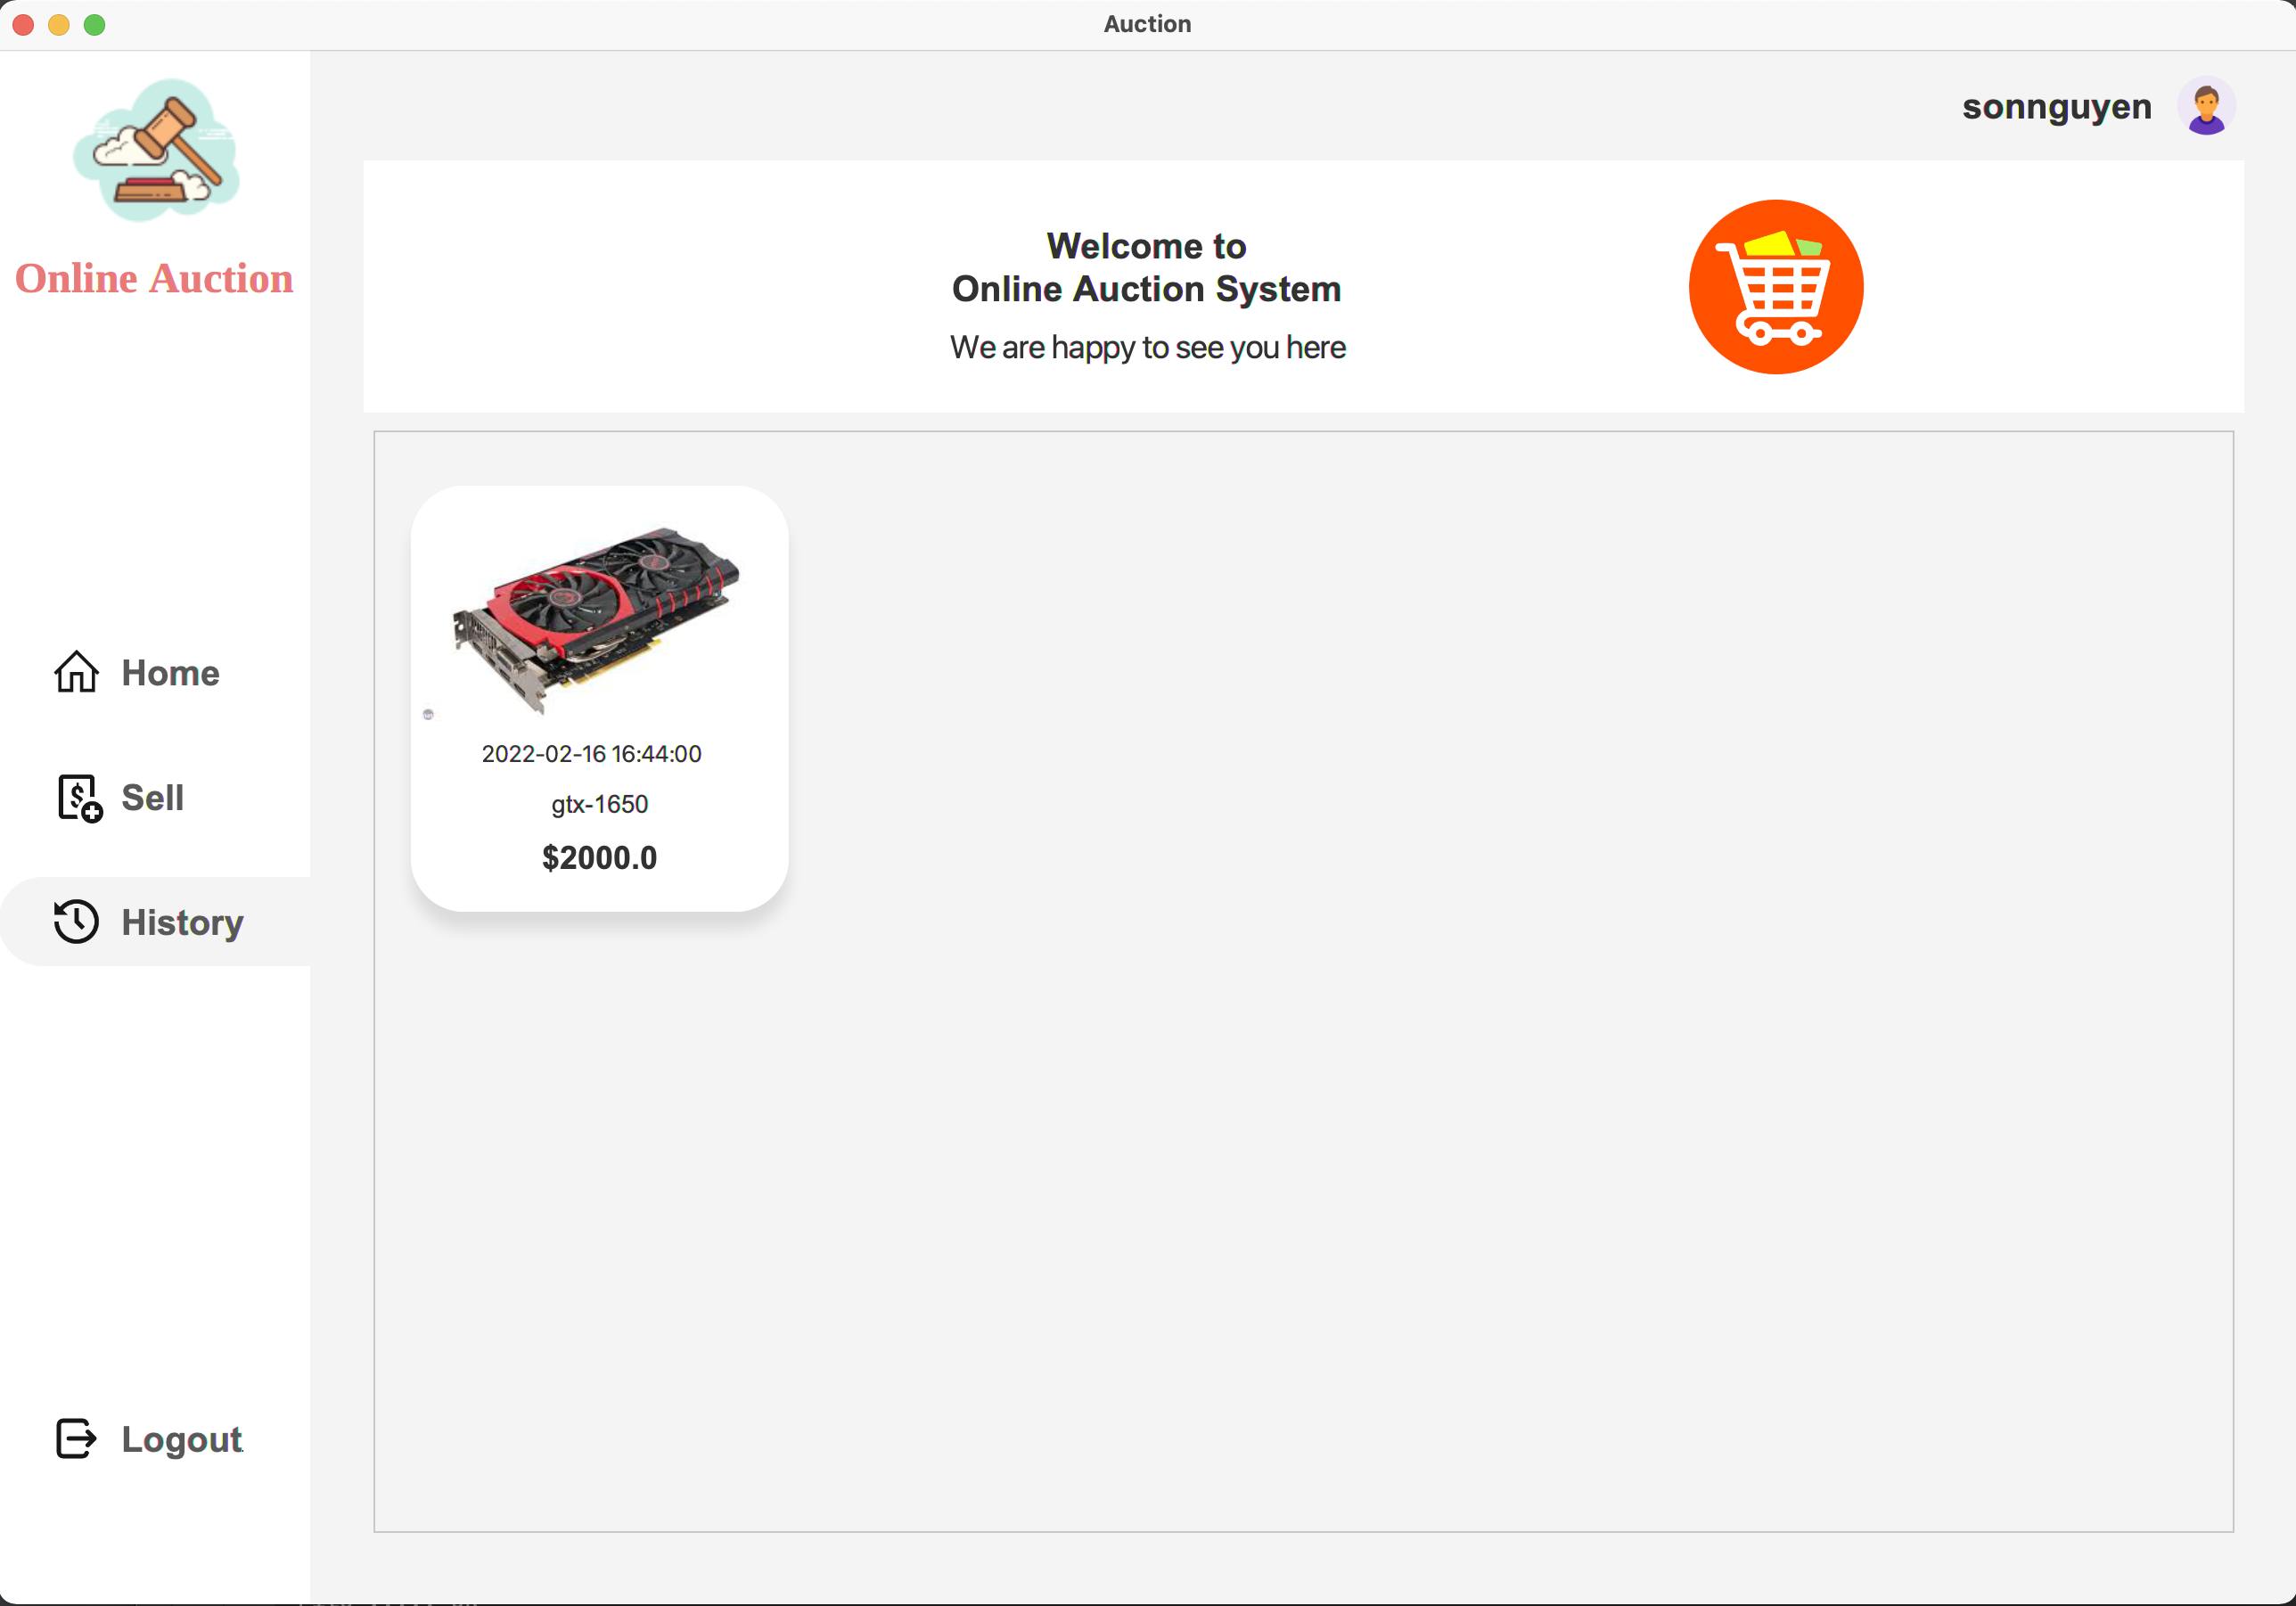 Auction
sonnguyen
Online Auction
Welcome to
Online Auction System
We are happy to see you here
Home
Sell
History
Logout
2022-02-16 16:44:00
gtx-1650
$2000.0